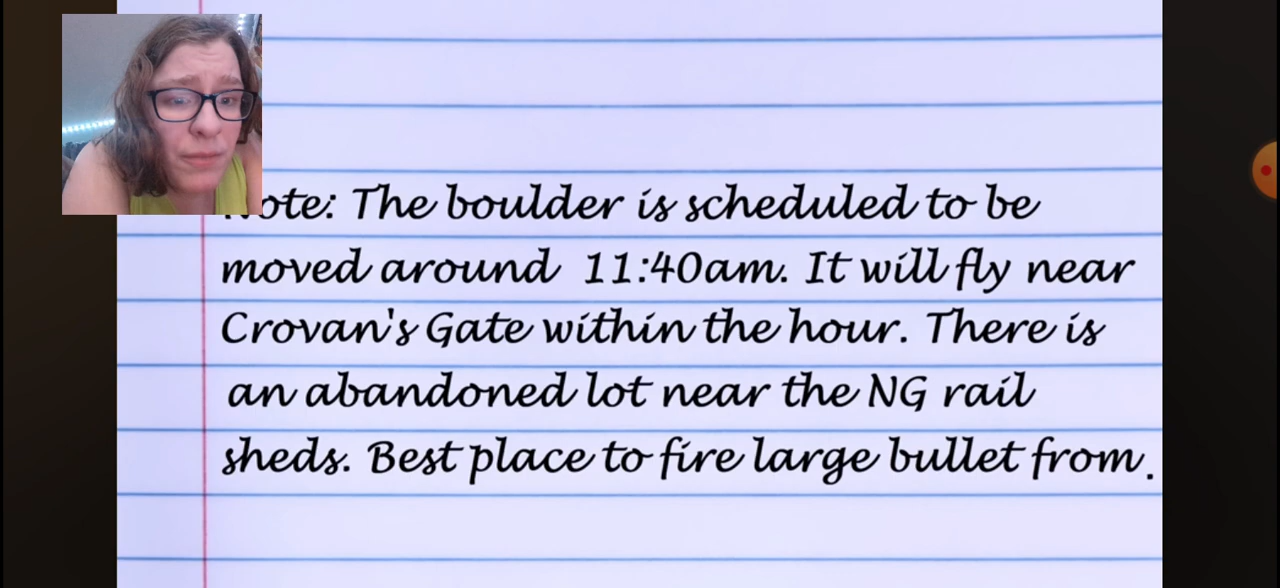 Note: The boulder is scheduled to be
moved around 11:40am. It will fly near
Crovan's Gate within the hour. There is
an abandoned lot near the NG rail
sheds. Best place to fire large bullet from.